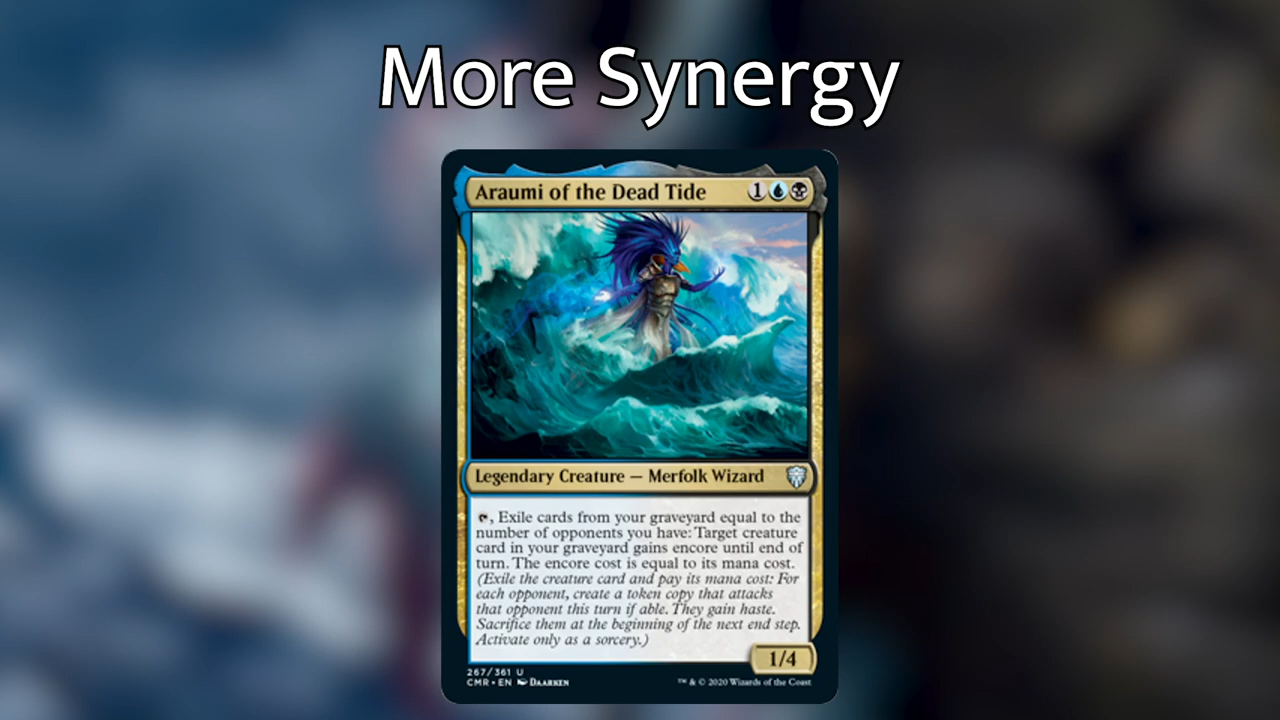 More Synergy
Araumi of the Dead Tide 1
Legendary Creature — Merfolk Wizard
, Exile cards from your graveyard equal to the
number of opponents you have: Target creature
card in your graveyard gains encore until end of
turn. The encore cost is equal to its mana cost.
(Exile the creature card and pay its mana cost: For
each opponent, create a token copy that attacks
that opponent this turn if able. They gain haste.
Sacrifice them at the beginning of the next end step.
Activate only as a sorcery.)
1/4
267/361 U
CMR • EN DAARKEN
™ & © 2020 Wizards of the Coast